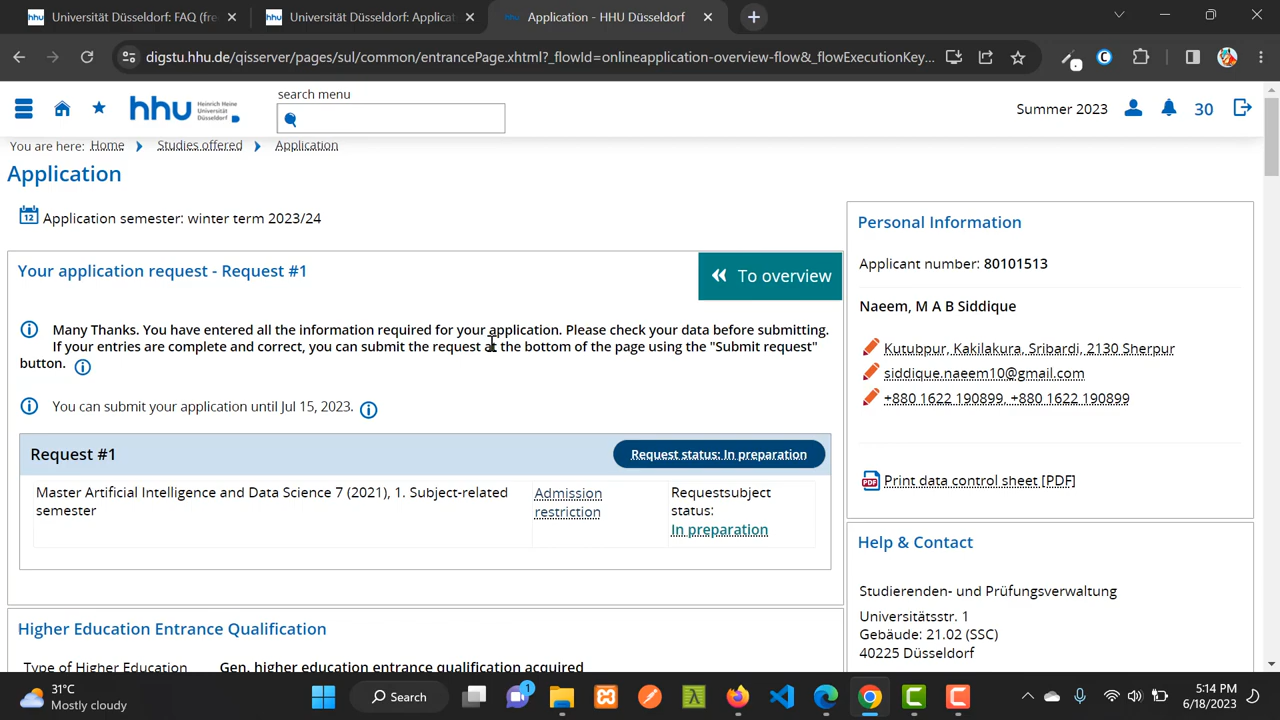 Universität Düsseldorf: FAQ (fre
Universität Düsseldorf: Applicat
Application - HHU Düsseldorf
digstu.hhu.de/qisserver/pages/sul/common/entrancePage.xhtml?_flowId=onlineapplication-overview-flow&_flowExecutionKey...
hhu Heinrich Heine Universität Düsseldorf
search menu
Summer 2023
30
You are here: Home Studies offered Application
Application
12 Application semester: winter term 2023/24
Your application request - Request #1
To overview
Many Thanks. You have entered all the information required for your application. Please check your data before submitting.
If your entries are complete and correct, you can submit the request at the bottom of the page using the "Submit request"
button.
You can submit your application until Jul 15, 2023.
Request #1
Request status: In preparation
Master Artificial Intelligence and Data Science 7 (2021), 1. Subject-related
semester
Admission
restriction
Requestsubject
status:
In preparation
Higher Education Entrance Qualification
Type of Higher Education
Gen. higher education entrance qualification acquired
Personal Information
Applicant number: 80101513
Naeem, M A B Siddique
Kutubpur, Kakilakura, Sribardi, 2130 Sherpur
siddique.naeem10@gmail.com
+880 1622 190899, +880 1622 190899
PDF Print data control sheet [PDF]
Help & Contact
Studierenden- und Prüfungsverwaltung
Universitätsstr. 1
Gebäude: 21.02 (SSC)
40225 Düsseldorf
31°C
Mostly cloudy
Search
1
5:14 PM
6/18/2023